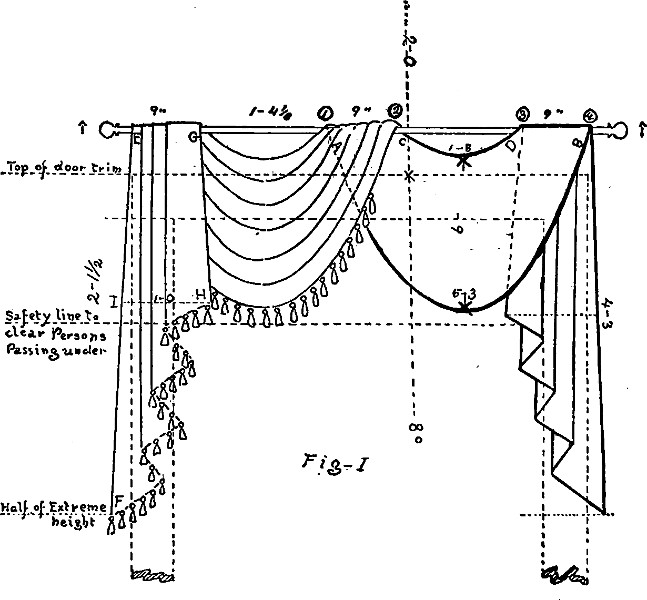 2-0
9"
1-4½
①
9"
②
③
9"
④
E
G
A
C
1-8
D
B
Top of door trim
2-1½
I
1-0
H
5-3
4-3
Safety line to
clear Persons
Passing under
Fig-I
Half of Extreme
height
F